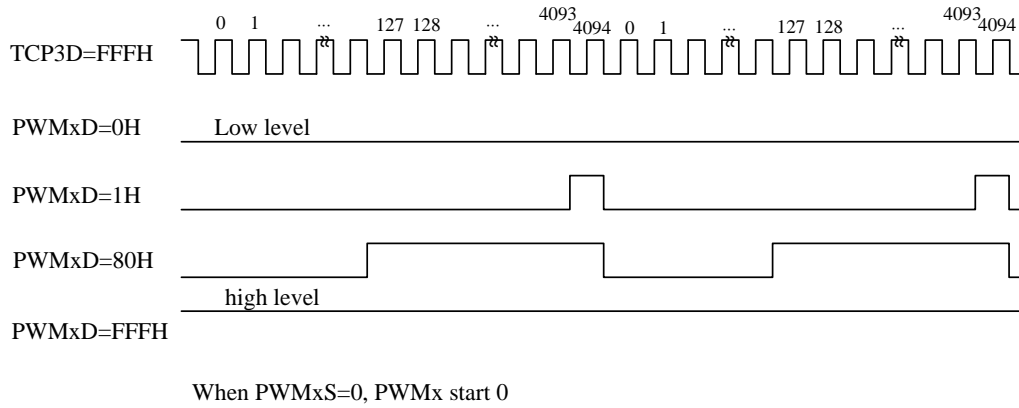 0 1 ... 127 128 ... 4093 4094 0 1 ... 127 128 ... 4093 4094
TCP3D=FFFH
PWMxD=0H Low level
PWMxD=1H
PWMxD=80H
high level
PWMxD=FFFH
When PWMxS=0, PWMx start 0